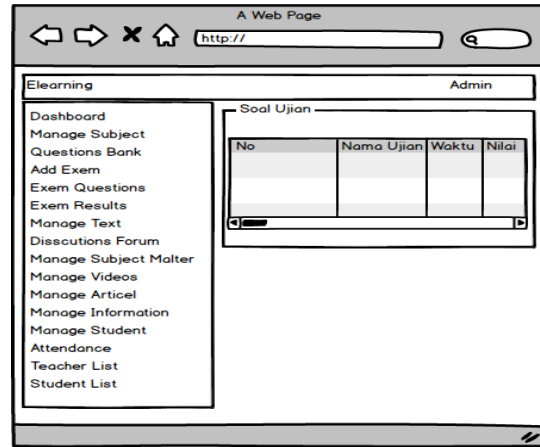 A Web Page
http://
Elearning Admin
Dashboard
Manage Subject
Questions Bank
Add Exem
Exem Questions
Exem Results
Manage Text
Disscutions Forum
Manage Subject Malter
Manage Videos
Manage Articel
Manage Information
Manage Student
Attendance
Teacher List
Student List
Soal Ujian
No Nama Ujian Waktu Nilai